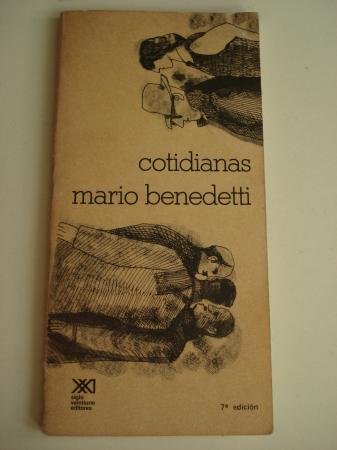 cotidianas
mario benedetti
siglo
veintiuno
editores
7ª edición